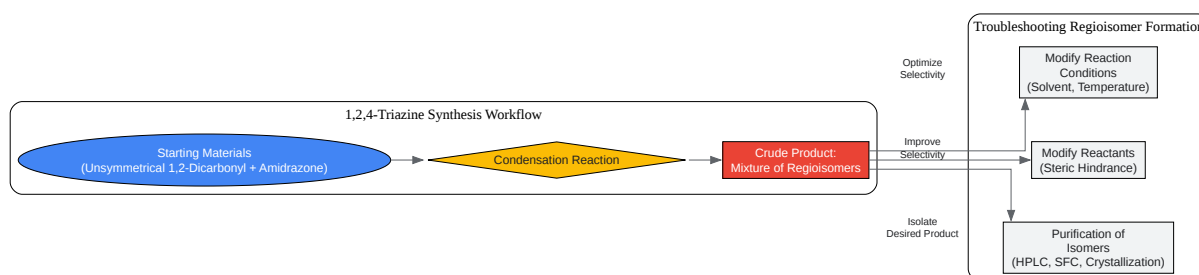 Troubleshooting Regioisomer Formation
Optimize
Selectivity
Modify Reaction
Conditions
(Solvent, Temperature)
1,2,4-Triazine Synthesis Workflow
Starting Materials
(Unsymmetrical 1,2-Dicarbonyl + Amidrazone)
Condensation Reaction
Crude Product:
Mixture of Regioisomers
Improve
Selectivity
Modify Reactants
(Steric Hindrance)
Isolate
Desired Product
Purification of
Isomers
(HPLC, SFC, Crystallization)